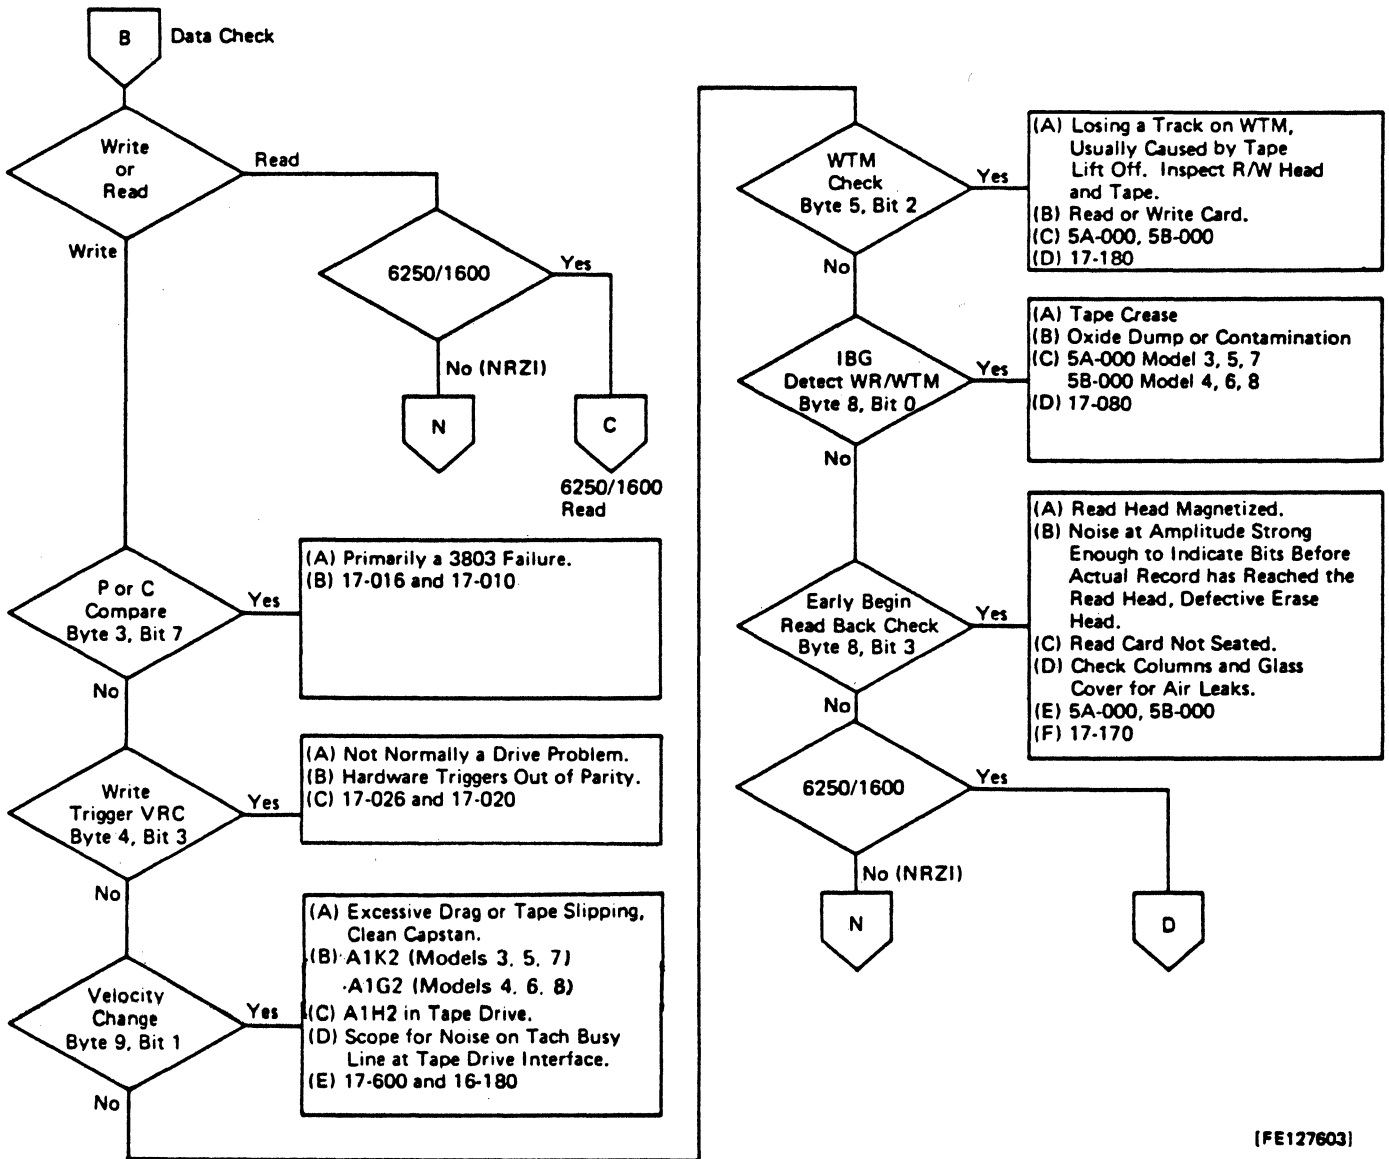 B
Data Check
Write
or
Read
Read
Write
6250/1600
Yes
No (NRZI)
N
C
6250/1600
Read
P or C
Compare
Byte 3, Bit 7
Yes
No
(A) Primarily a 3803 Failure.
(B) 17-016 and 17-010
Write
Trigger VRC
Byte 4, Bit 3
Yes
No
(A) Not Normally a Drive Problem.
(B) Hardware Triggers Out of Parity.
(C) 17-026 and 17-020
Velocity
Change
Byte 9, Bit 1
Yes
No
(A) Excessive Drag or Tape Slipping,
Clean Capstan.
(B) A1K2 (Models 3, 5, 7)
A1G2 (Models 4, 6, 8)
(C) A1H2 in Tape Drive.
(D) Scope for Noise on Tach Busy
Line at Tape Drive Interface.
(E) 17-600 and 16-180
WTM
Check
Byte 5, Bit 2
Yes
No
(A) Losing a Track on WTM,
Usually Caused by Tape
Lift Off. Inspect R/W Head
and Tape.
(B) Read or Write Card.
(C) 5A-000, 5B-000
(D) 17-180
IBG
Detect WR/WTM
Byte 8, Bit 0
Yes
No
(A) Tape Crease
(B) Oxide Dump or Contamination
(C) 5A-000 Model 3, 5, 7
5B-000 Model 4, 6, 8
(D) 17-080
Early Begin
Read Back Check
Byte 8, Bit 3
Yes
No
(A) Read Head Magnetized.
(B) Noise at Amplitude Strong
Enough to Indicate Bits Before
Actual Record has Reached the
Read Head, Defective Erase
Head.
(C) Read Card Not Seated.
(D) Check Columns and Glass
Cover for Air Leaks.
(E) 5A-000, 5B-000
(F) 17-170
6250/1600
Yes
No (NRZI)
N
D
[FE127603]